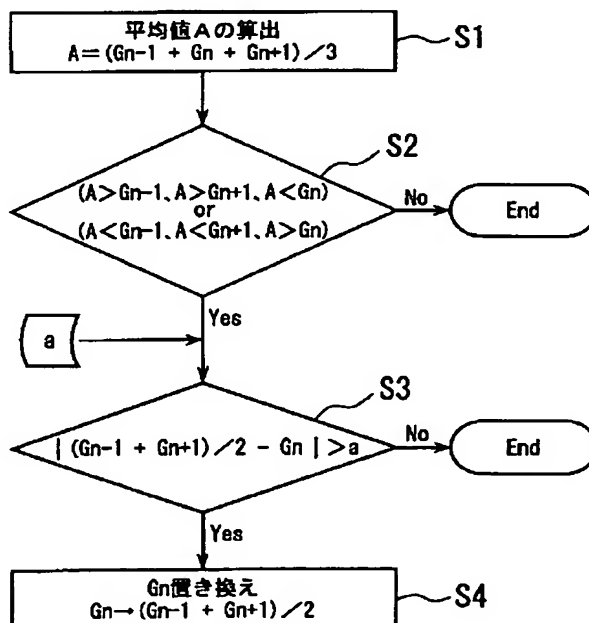 平均値Aの算出
A=(Gn-1 + Gn + Gn+1)/3
S1
S2
(A>Gn-1、A>Gn+1、A<Gn)
or
(A<Gn-1、A<Gn+1、A>Gn)
No
End
Yes
a
S3
| (Gn-1 + Gn+1)/2 - Gn | >a
No
End
Yes
Gn置き換え
Gn→(Gn-1 + Gn+1)/2
S4